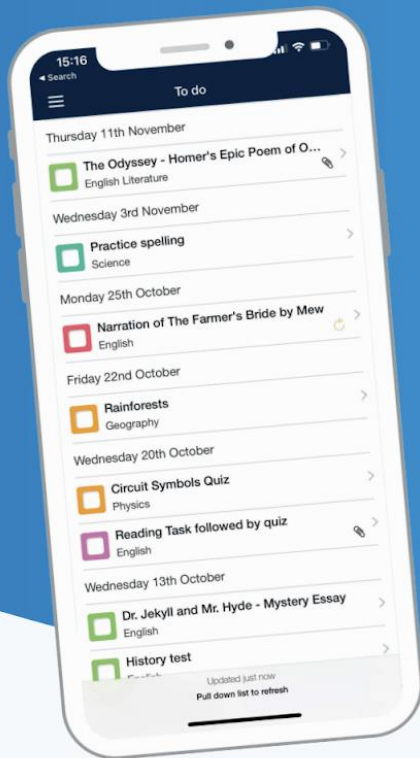 15:16
Search
To do
Thursday 11th November
The Odyssey - Homer's Epic Poem of O...
English Literature
Wednesday 3rd November
Practice spelling
Science
Monday 25th October
Narration of The Farmer's Bride by Mew
English
Friday 22nd October
Rainforests
Geography
Wednesday 20th October
Circuit Symbols Quiz
Physics
Reading Task followed by quiz
English
Wednesday 13th October
Dr. Jekyll and Mr. Hyde - Mystery Essay
English
History test
English
Updated just now
Pull down list to refresh